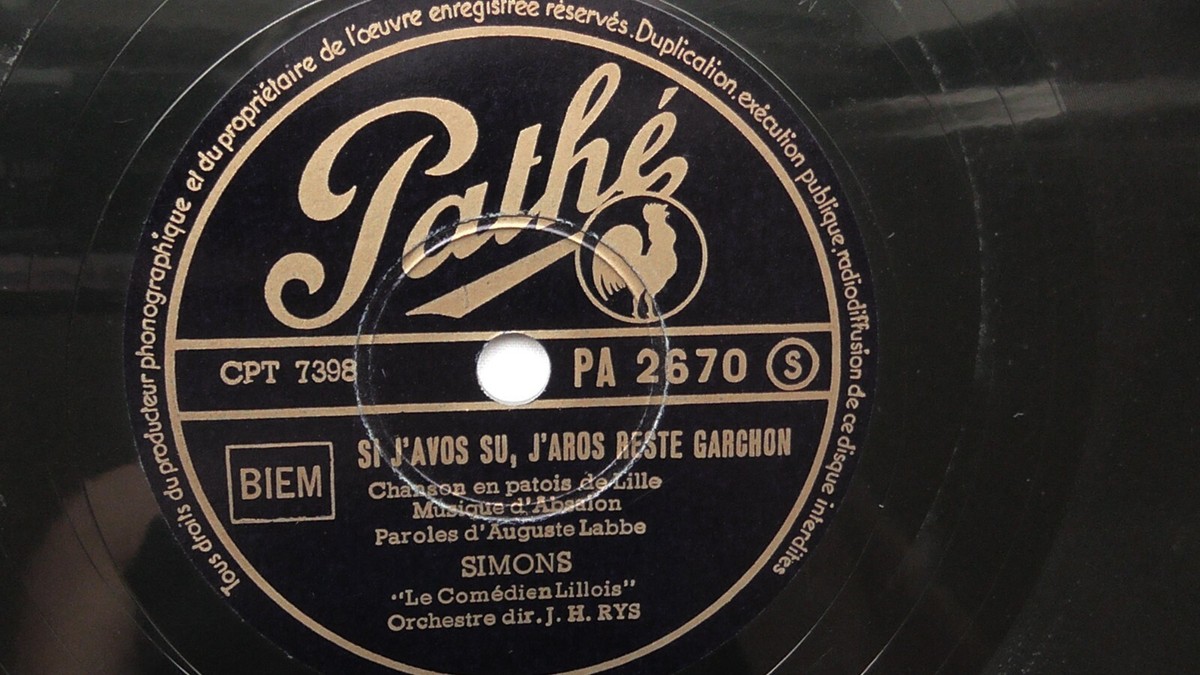 Tous droits du producteur phonographique et du propriétaire de l'œuvre enregistrée réservés. Duplication, exécution publique, radiodiffusion de ce disque interdites
Pathé
CPT 7398
PA 2670 S
BIEM
SI J'AVOS SU, J'AROS RESTE GARCHON
Chanson en patois de Lille
Musique d'Absalon
Paroles d'Auguste Labbe
SIMONS
"Le Comédien Lillois"
Orchestre dir. J. H. RYS